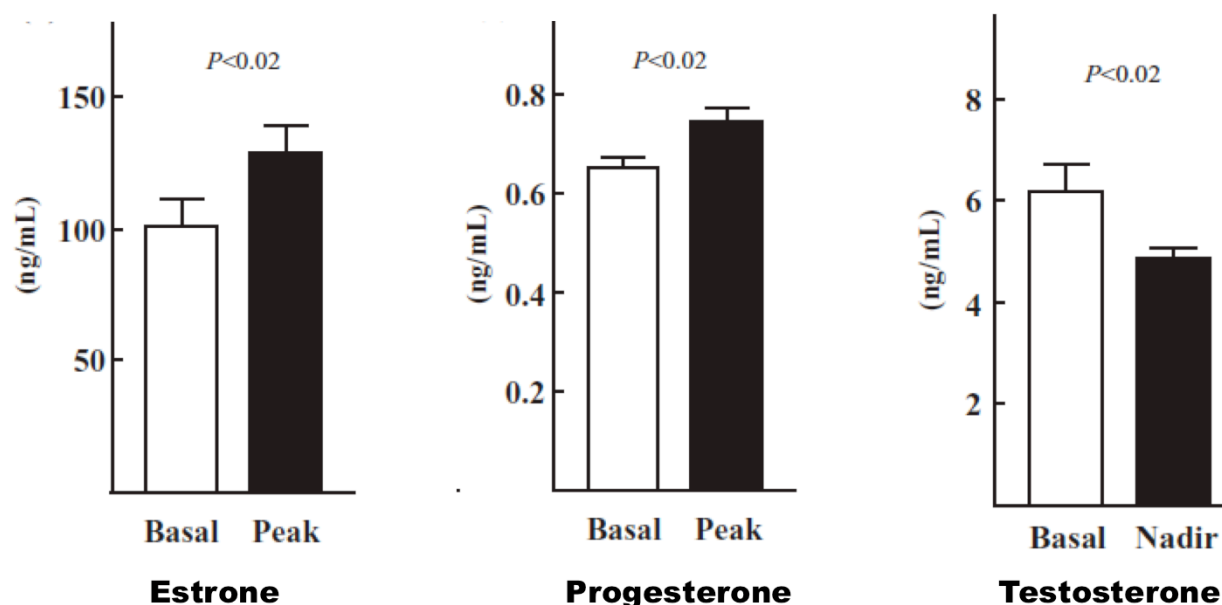 P<0.02
150
100
50
(ng/mL)
Basal Peak
Estrone
P<0.02
0.8
0.6
0.4
0.2
(ng/mL)
Basal Peak
Progesterone
P<0.02
8
6
4
2
(ng/mL)
Basal Nadir
Testosterone